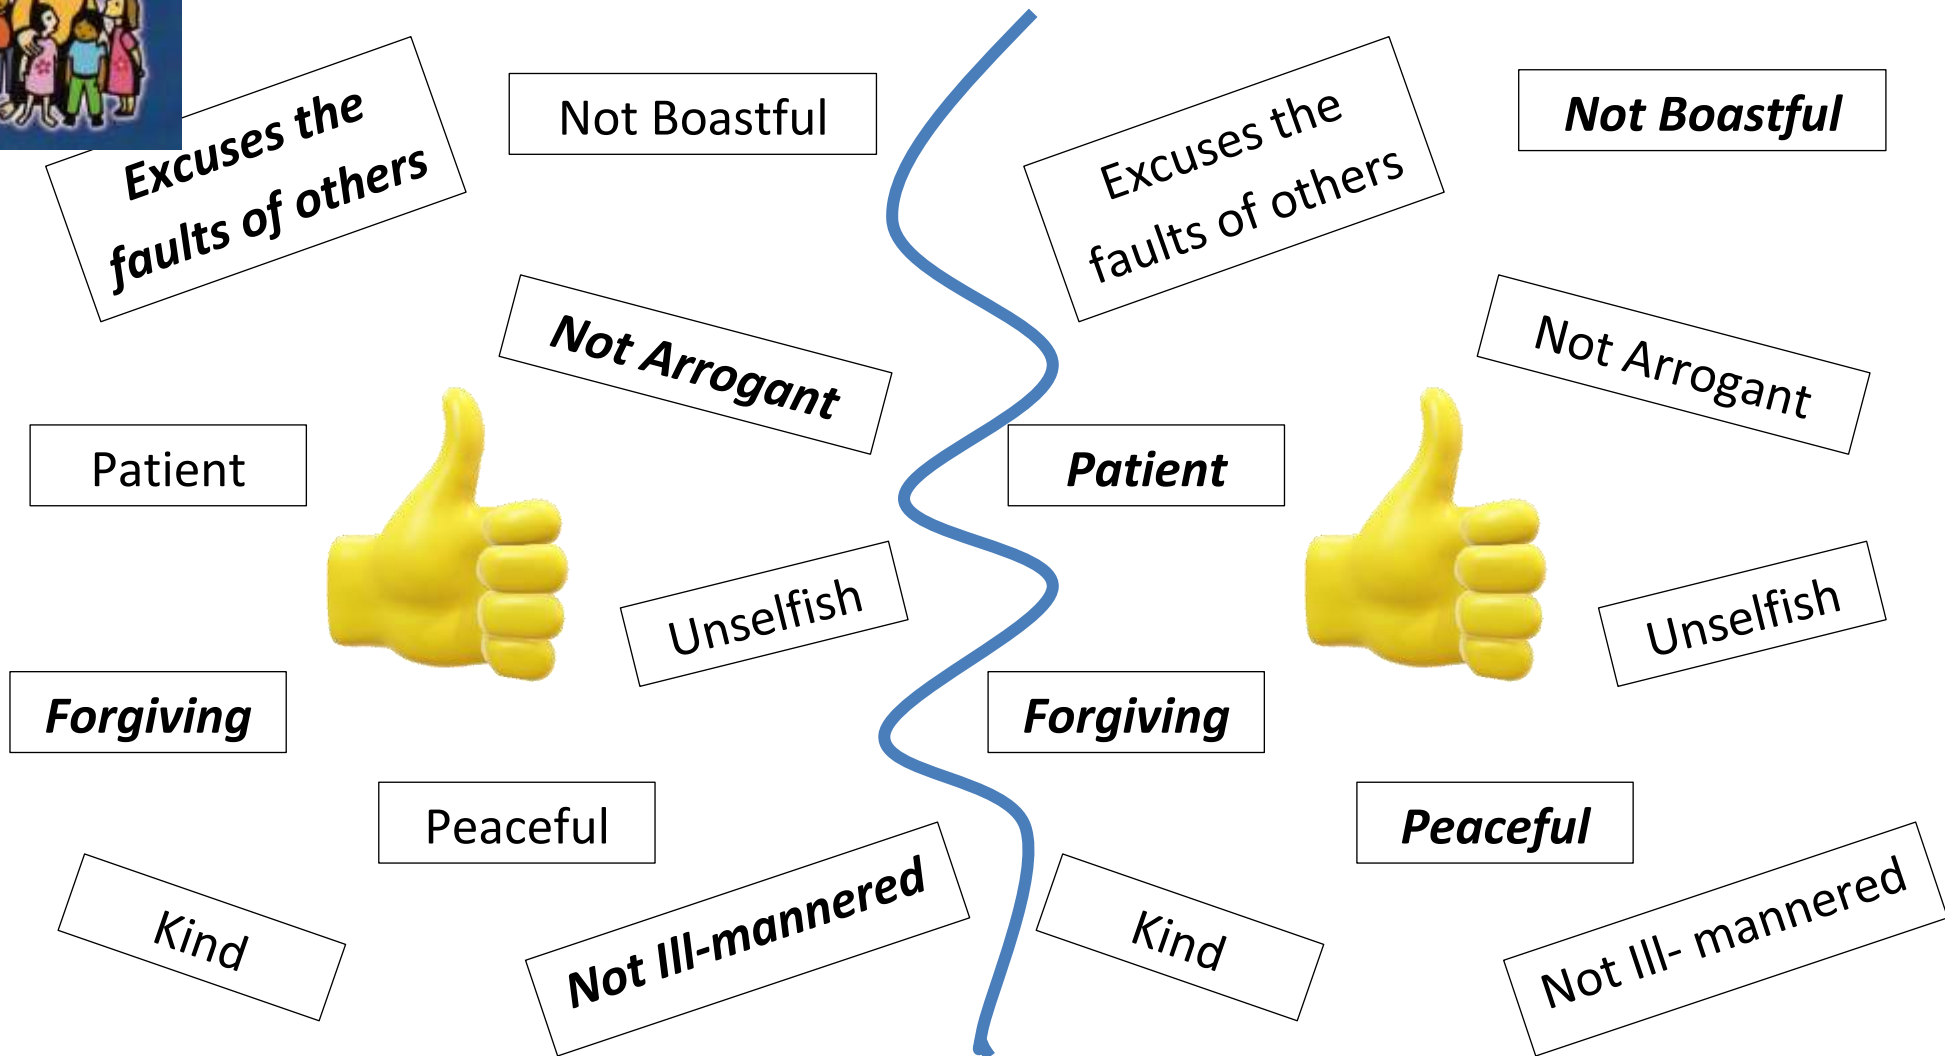 Excuses the
faults of others
Not Boastful
Not Arrogant
Patient
Unselfish
Forgiving
Peaceful
Kind
Not Ill-mannered
Excuses the
faults of others
Not Boastful
Not Arrogant
Patient
Unselfish
Forgiving
Peaceful
Kind
Not Ill- mannered